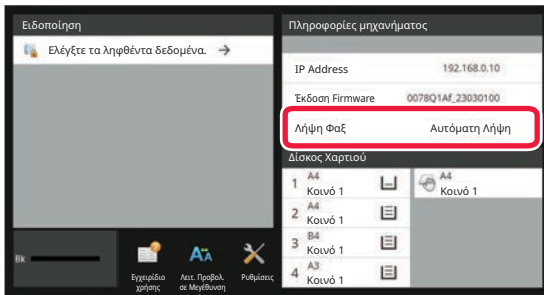 Ειδοποίηση
Ελέγξτε τα ληφθέντα δεδομένα.
Πληροφορίες μηχανήματος
IP Address 192.168.0.10
Έκδοση Firmware 0078Q1Af_23030100
Λήψη Φαξ Αυτόματη Λήψη
Δίσκος Χαρτιού
1 A4
Κοινό 1
A4
Κοινό 1
2 A4
Κοινό 1
3 B4
Κοινό 1
4 A3
Κοινό 1
Bk
Εγχειρίδιο
χρήσης
Λειτ. Προβολ.
σε Μεγέθυνση
Ρυθμίσεις